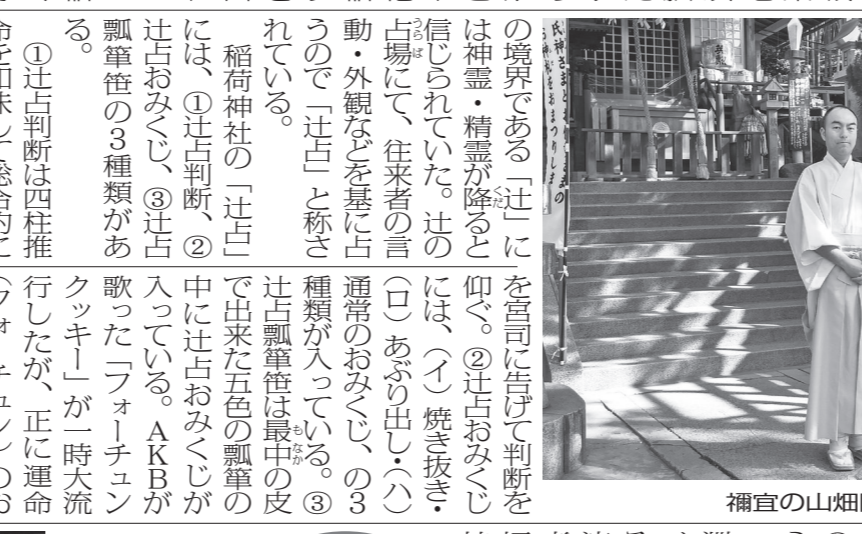 の境界である「辻」に
は神霊・精霊が降ると
くだ
信じられていた。辻の
占場にて、往来者の言
うらば
動・外観などを基に占
うので「辻占」と称さ
れている。
稲荷神社の「辻占」
には、①辻占判断、②
辻占おみくじ、③辻占
瓢箪笹の3種類があ
る。
①辻占判断は四柱推
を宮司に告げて判断を
仰ぐ。②辻占おみくじ
には、(イ)焼き抜き・
(ロ)あぶり出し・(ハ)
通常のおみくじ、の3
種類が入っている。③
辻占瓢箪笹は最中の皮
もなか
で出来た五色の瓢箪の
中に辻占おみくじが
入っている。AKBが
歌った「フォーチュン
クッキー」が一時大流
行したが、正に運命
禰宜の山畑